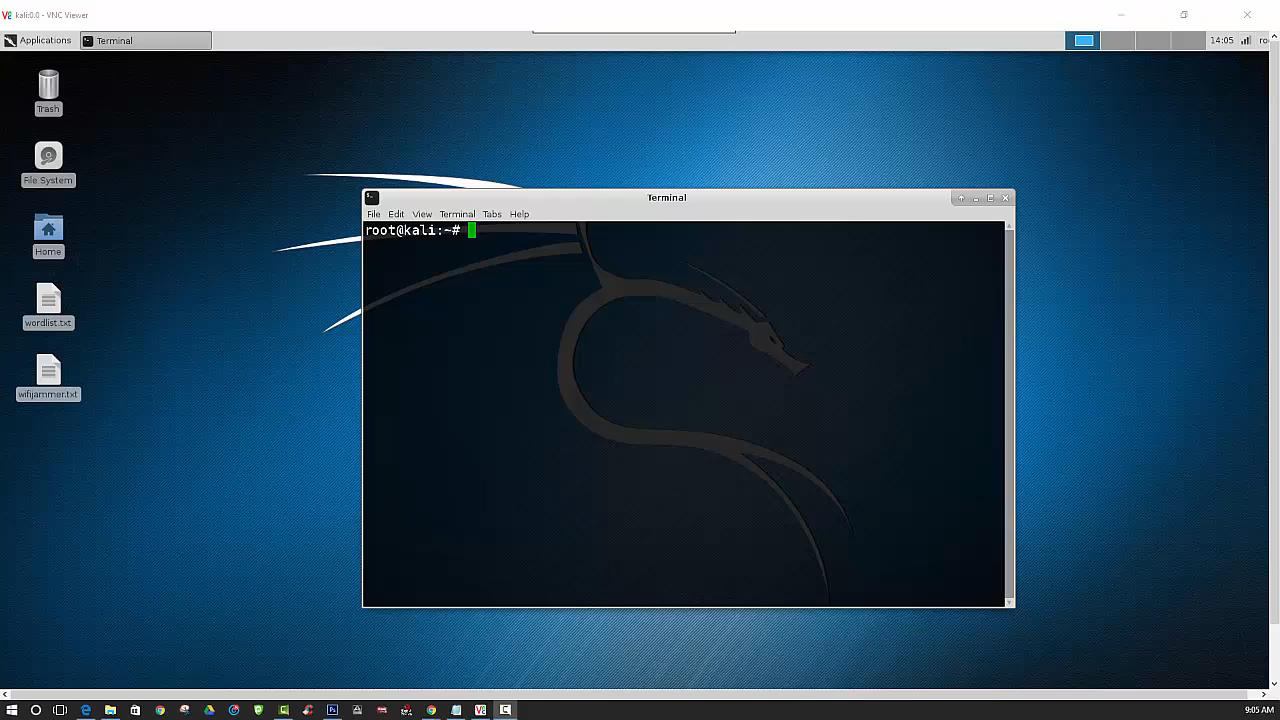 kali:0.0 - VNC Viewer
Applications
Terminal
14:05
ro
Trash
File System
Home
wordlist.txt
wifijammer.txt
Terminal
File Edit View Terminal Tabs Help
root@kali:~#
9:05 AM